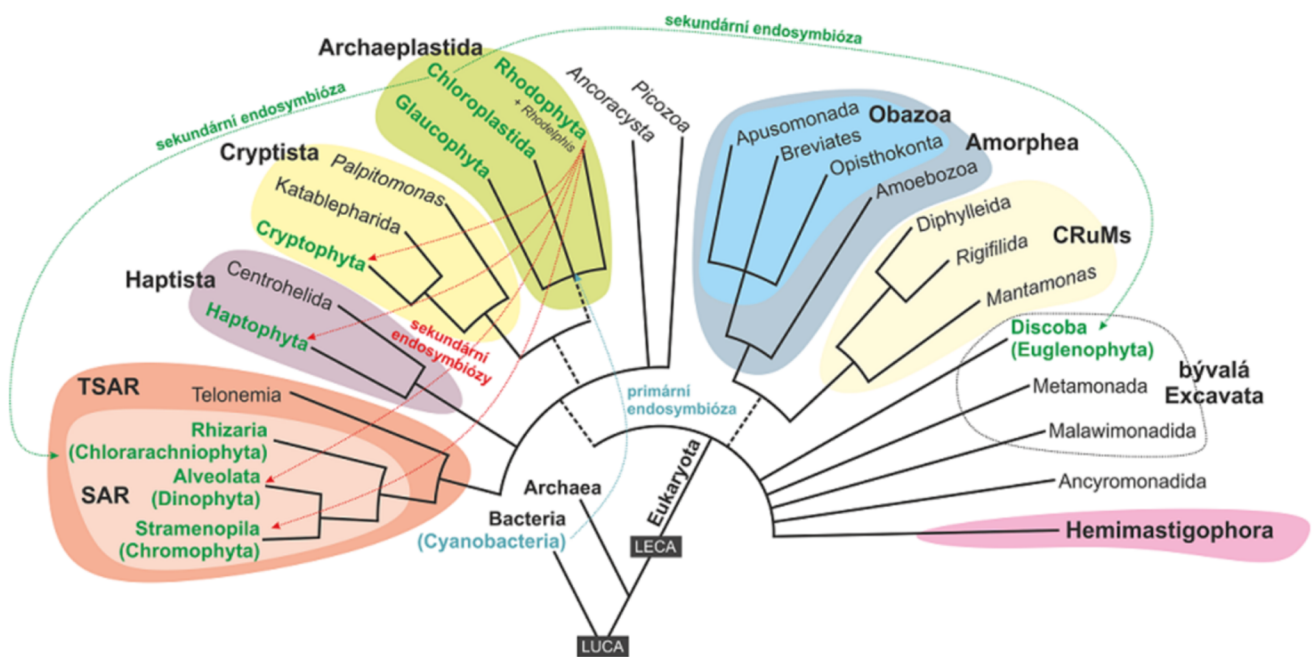 sekundární endosymbióza
sekundární endosymbióza
Archaeplastida
Rhodophyta
+ Rhodelphis
Chloroplastida
Glaucophyta
Ancoracysta
Picozoa
Obazoa
Apusomonada
Breviates
Opisthokonta
Amorphea
Amoebozoa
Cryptista
Palpitomonas
Katablepharida
Cryptophyta
Diphylleida
CRuMs
Rigifilida
Mantamonas
Haptista
Centrohelida
Haptophyta
sekundární
endosymbiózy
Discoba
(Euglenophyta)
bývalá
Excavata
Metamonada
Malawimonadida
TSAR
Telonemia
primární
endosymbióza
Rhizaria
(Chlorarachniophyta)
SAR
Alveolata
(Dinophyta)
Stramenopila
(Chromophyta)
Archaea
Bacteria
(Cyanobacteria)
Eukaryota
LECA
LUCA
Ancyromonadida
Hemimastigophora